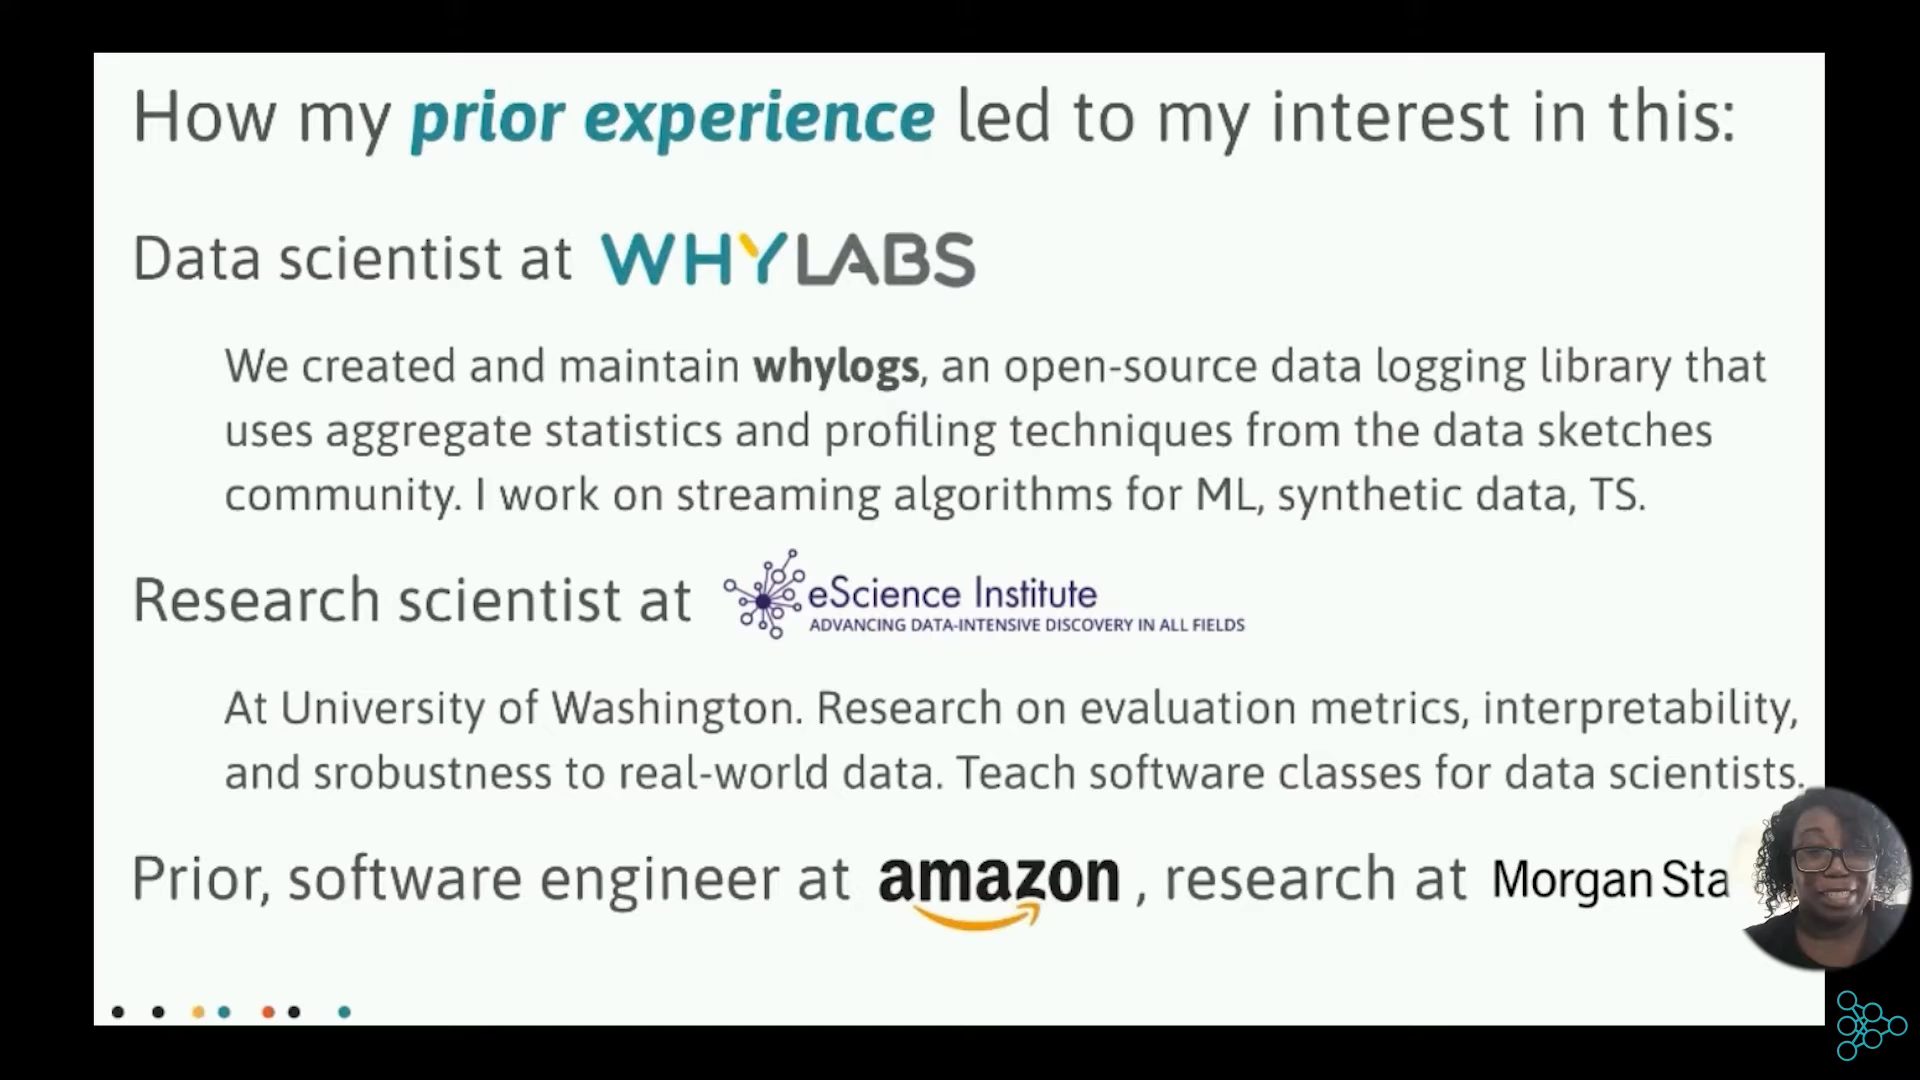 How my prior experience led to my interest in this:
Data scientist at WHYLABS
We created and maintain whylogs, an open-source data logging library that
uses aggregate statistics and profiling techniques from the data sketches
community. I work on streaming algorithms for ML, synthetic data, TS.
Research scientist at eScience Institute
ADVANCING DATA-INTENSIVE DISCOVERY IN ALL FIELDS
At University of Washington. Research on evaluation metrics, interpretability,
and srobustness to real-world data. Teach software classes for data scientists.
Prior, software engineer at amazon, research at Morgan Sta